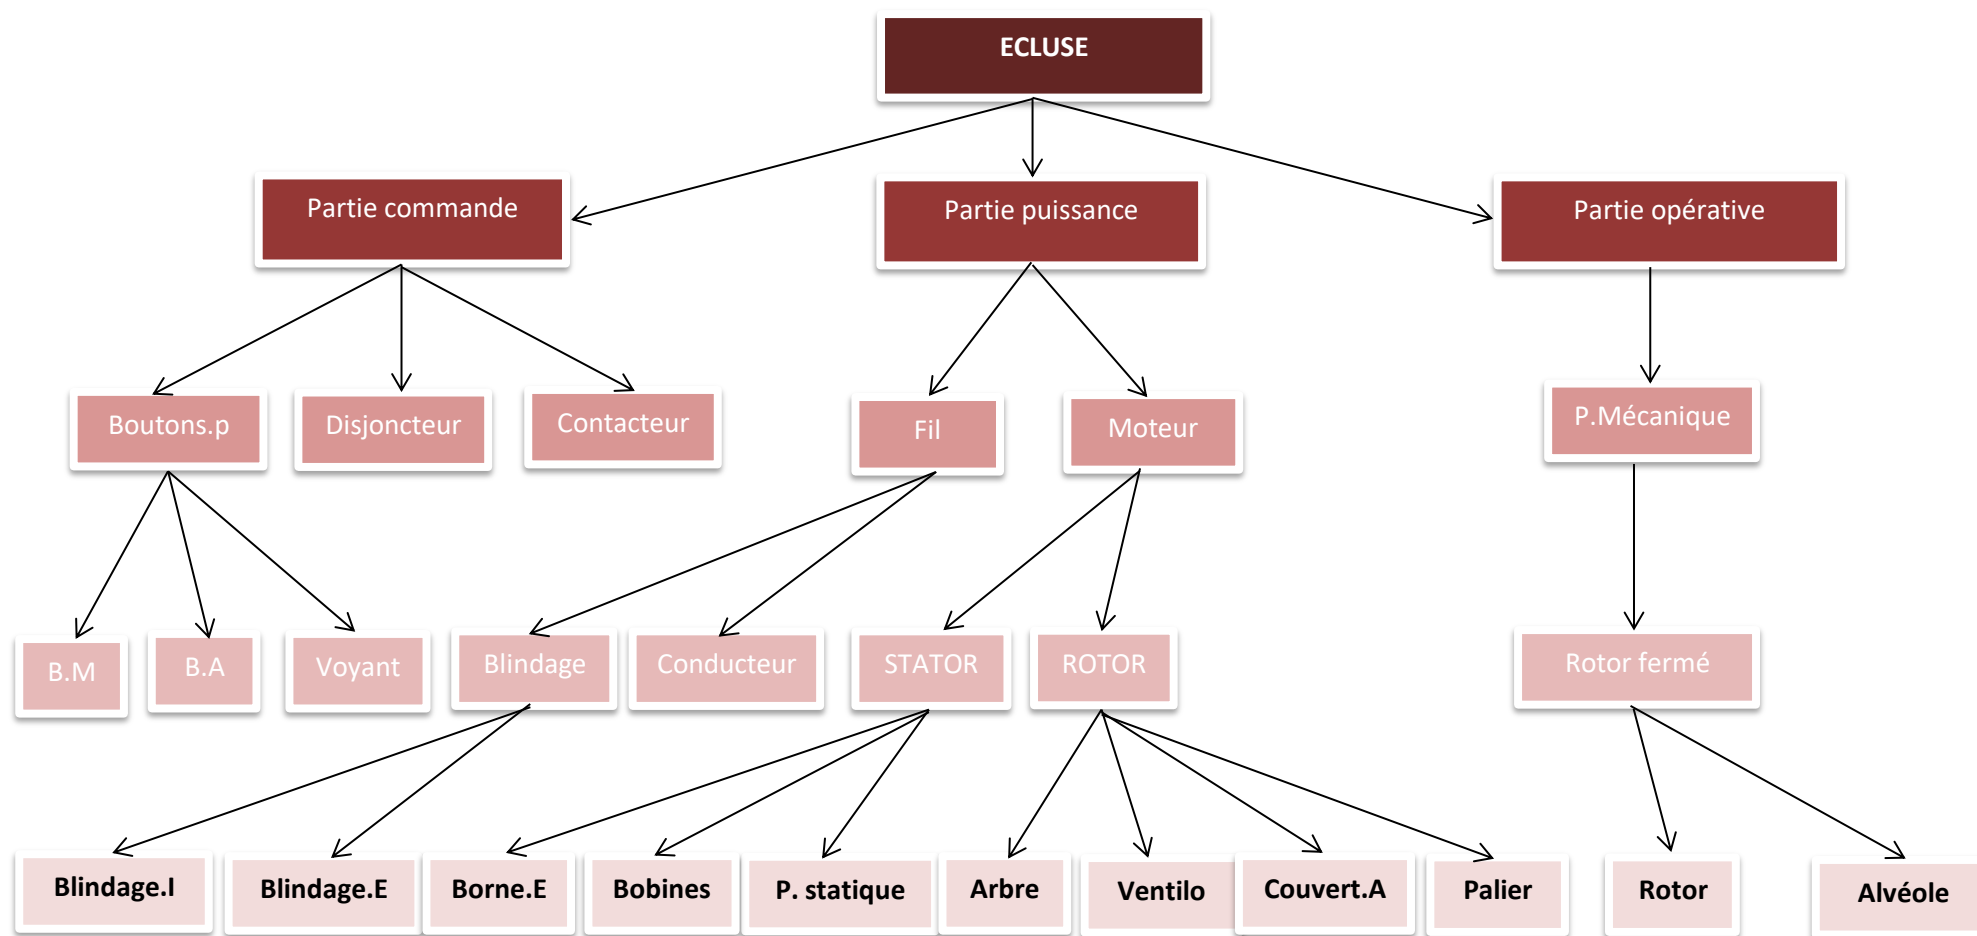 ECLUSE
Partie commande
Partie puissance
Partie opérative
Boutons.p
Disjoncteur
Contacteur
Fil
Moteur
P.Mécanique
B.M
B.A
Voyant
Blindage
Conducteur
STATOR
ROTOR
Rotor fermé
Blindage.I
Blindage.E
Borne.E
Bobines
P. statique
Arbre
Ventilo
Couvert.A
Palier
Rotor
Alvéole